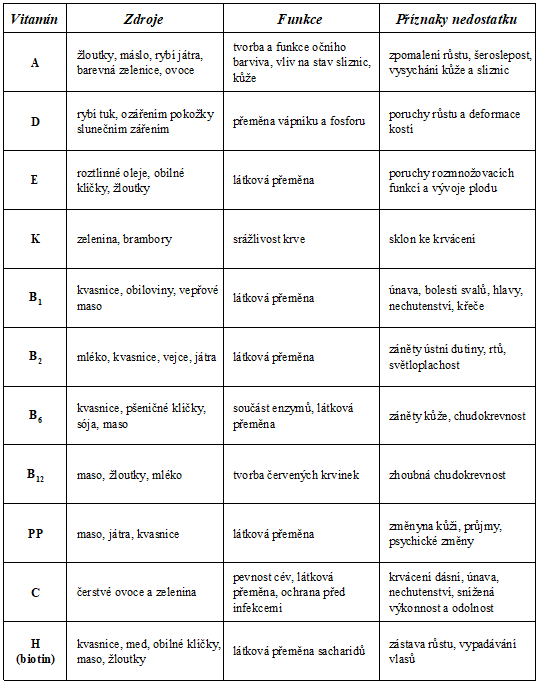 Vitamín Zdroje Funkce Příznaky nedostatku
A
žloutky, máslo, rybí játra,
barevná zelenice, ovoce
tvorba a funkce očního
barviva, vliv na stav sliznic,
kůže
zpomalení růstu, šeroslepost,
vysychání kůže a sliznic
D
rybí tuk, ozářením pokožky
slunečním zářením
přeměna vápníku a fosforu
poruchy růstu a deformace
kostí
E
roztlinné oleje, obilné
klíčky, žloutky
látková přeměna
poruchy rozmnožovacích
funkcí a vývoje plodu
K
zelenina, brambory
srážlivost krve
sklon ke krvácení
B1
kvasnice, obiloviny, vepřové
maso
látková přeměna
únava, bolesti svalů, hlavy,
nechutenství, křeče
B2
mléko, kvasnice, vejce, játra
látková přeměna
záněty ústní dutiny, rtů,
světloplachost
B6
kvasnice, pšeničné klíčky,
sója, maso
součást enzymů, látková
přeměna
záněty kůže, chudokrevnost
B12
maso, žloutky, mléko
tvorba červených krvinek
zhoubná chudokrevnost
PP
maso, játra, kvasnice
látková přeměna
změnyna kůži, průjmy,
psychické změny
C
čerstvé ovoce a zelenina
pevnost cév, látková
přeměna, ochrana před
infekcemi
krvácení dásní, únava,
nechutenství, snížená
výkonnost a odolnost
H
(biotin)
kvasnice, med, obilné klíčky,
maso, žloutky
látková přeměna sacharidů
zástava růstu, vypadávání
vlasů